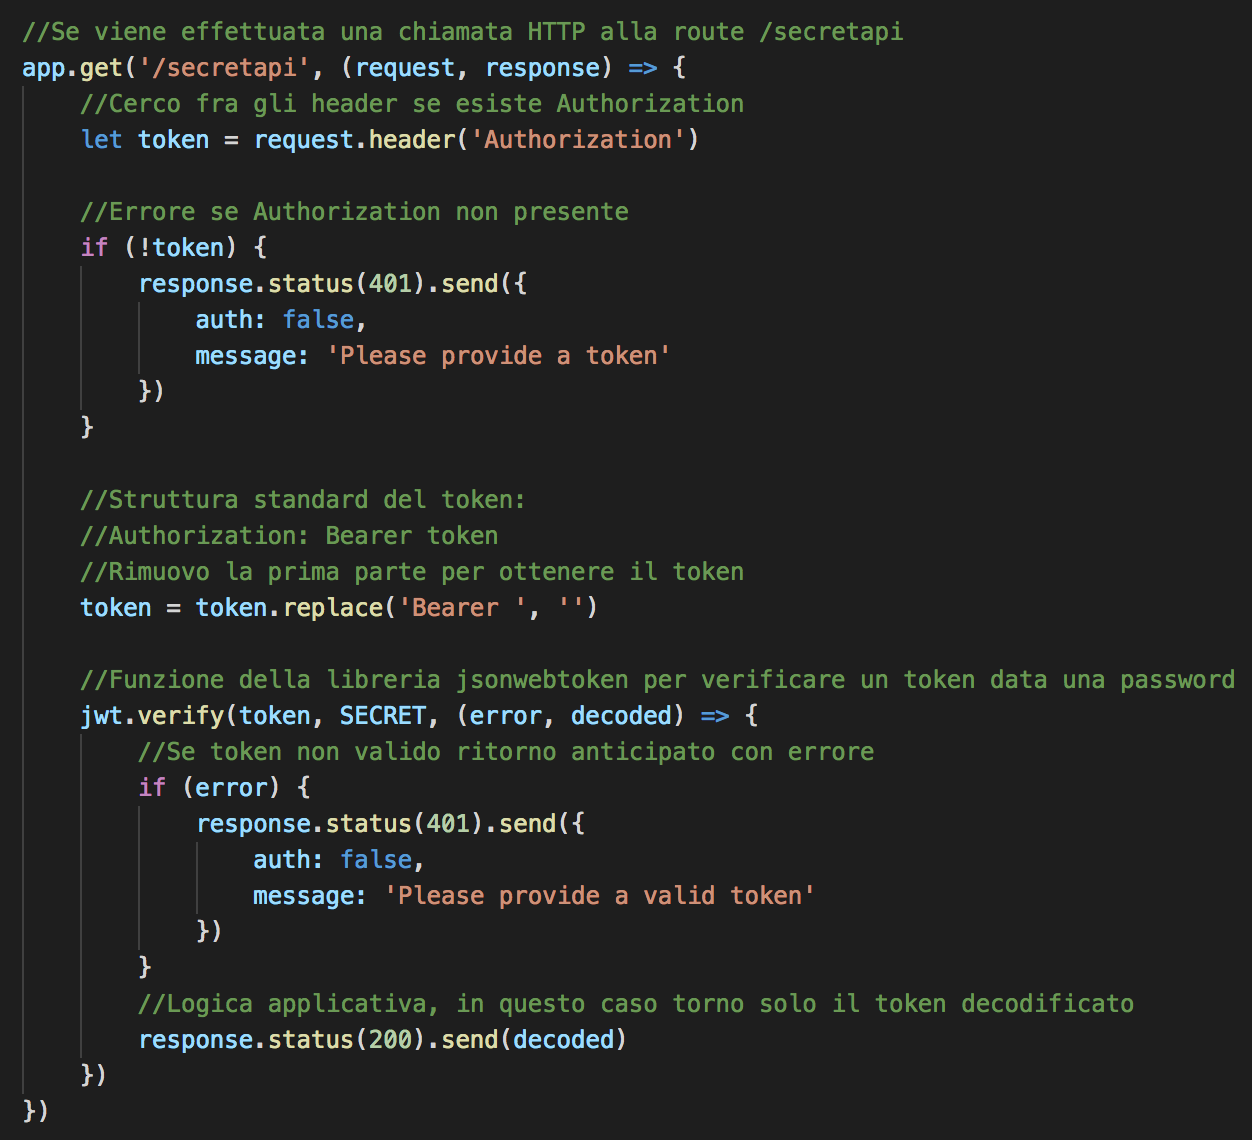 //Se viene effettuata una chiamata HTTP alla route /secretapi
app.get('/secretapi', (request, response) => {
    //Cerco fra gli header se esiste Authorization
    let token = request.header('Authorization')

    //Errore se Authorization non presente
    if (!token) {
        response.status(401).send({
            auth: false,
            message: 'Please provide a token'
        })
    }

    //Struttura standard del token:
    //Authorization: Bearer token
    //Rimuovo la prima parte per ottenere il token
    token = token.replace('Bearer ', '')

    //Funzione della libreria jsonwebtoken per verificare un token data una password
    jwt.verify(token, SECRET, (error, decoded) => {
        //Se token non valido ritorno anticipato con errore
        if (error) {
            response.status(401).send({
                auth: false,
                message: 'Please provide a valid token'
            })
        }
        //Logica applicativa, in questo caso torno solo il token decodificato
        response.status(200).send(decoded)
    })
})